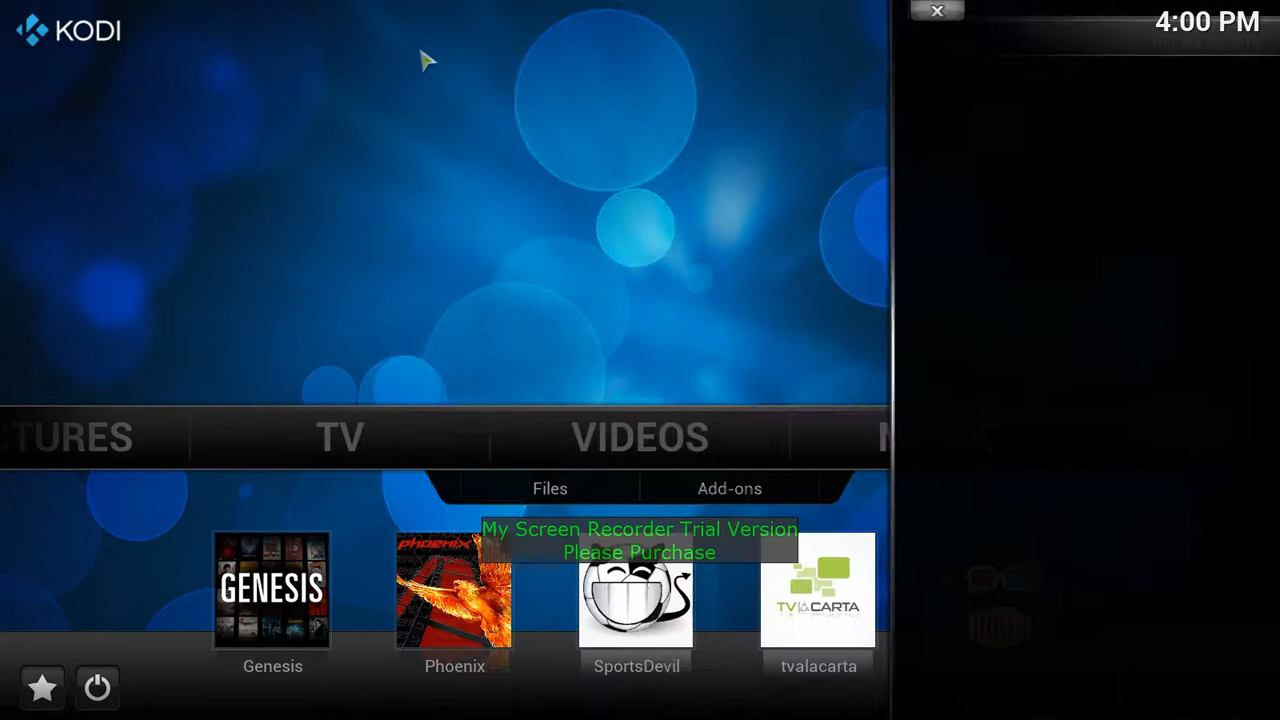 KODI
4:00 PM
CTURES
TV
VIDEOS
Files
Add-ons
My Screen Recorder Trial Version
Please Purchase
GENESIS
phoenix
TV A LA CARTA
Genesis
Phoenix
SportsDevil
tvalacarta